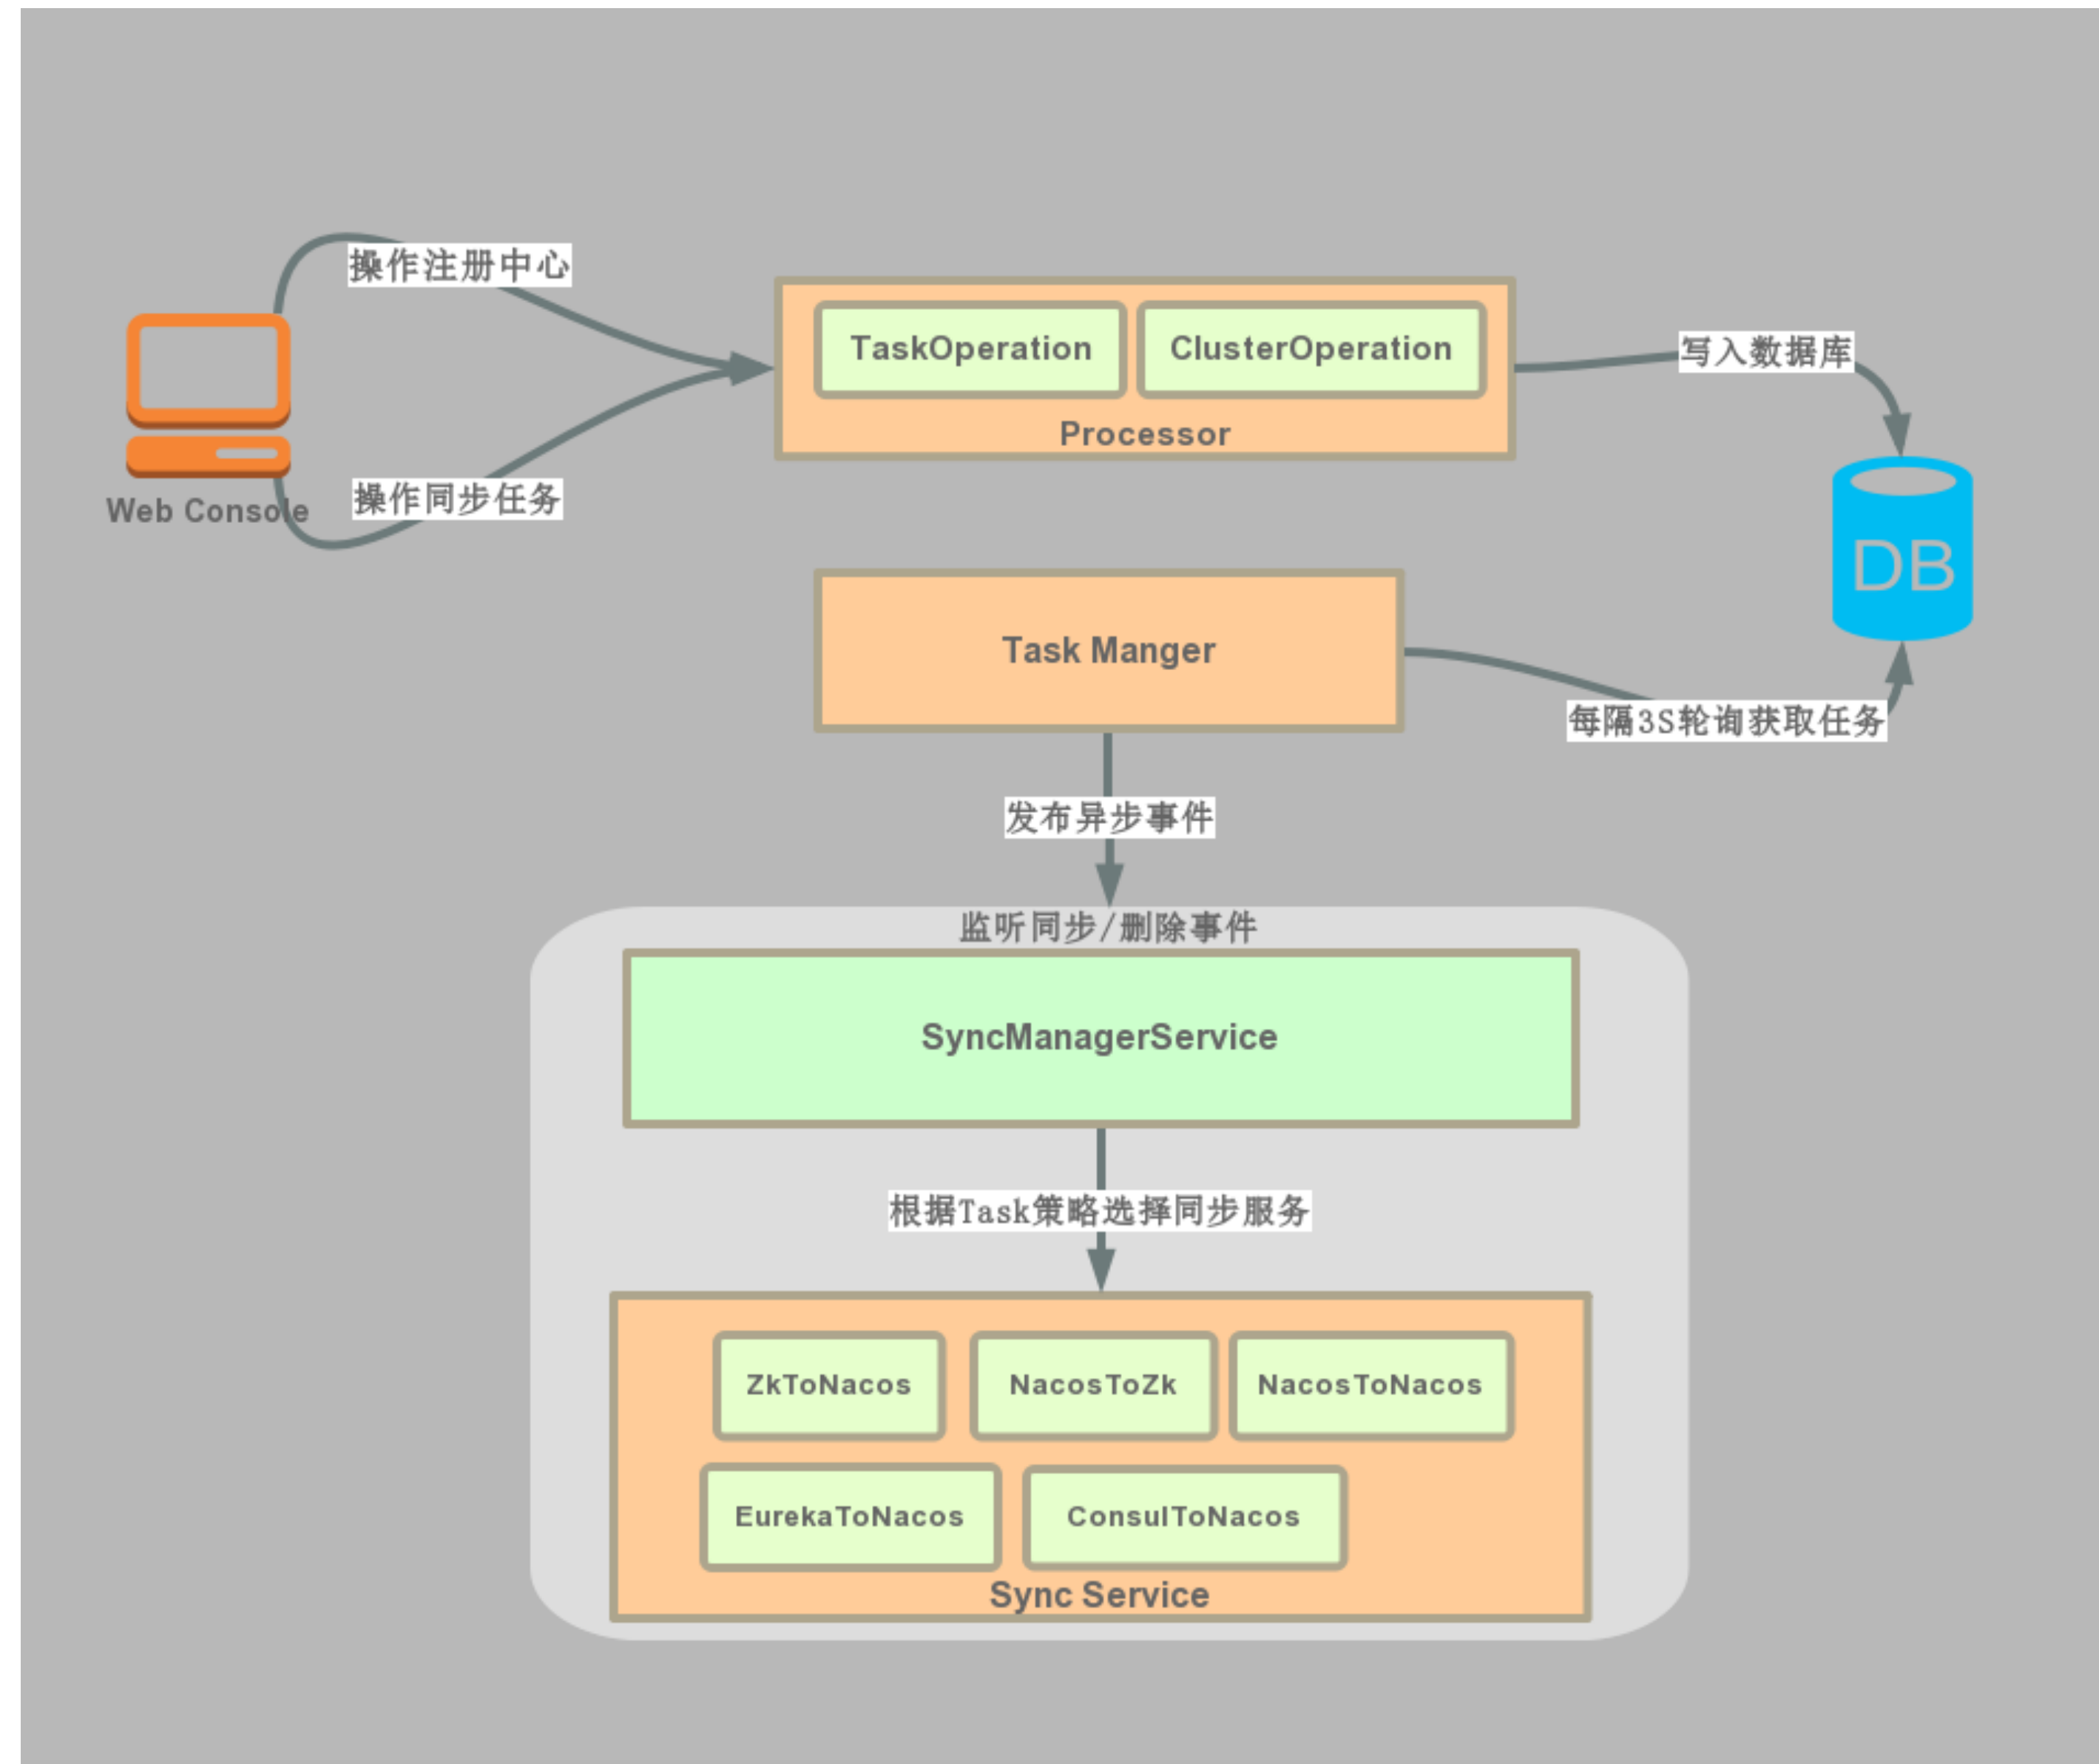 操作注册中心
TaskOperation
ClusterOperation
写入数据库
Processor
操作同步任务
Web Console
DB
Task Manger
每隔3S轮询获取任务
发布异步事件
监听同步/删除事件
SyncManagerService
根据Task策略选择同步服务
ZkToNacos
NacosToZk
NacosToNacos
EurekaToNacos
ConsulToNacos
Sync Service